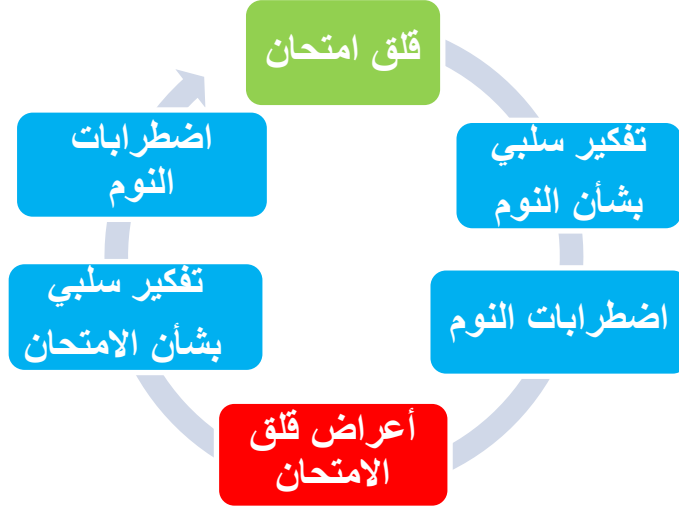 قلق امتحان
تفكير سلبي
بشأن النوم
اضطرابات النوم
أعراض قلق
الامتحان
تفكير سلبي
بشأن الامتحان
اضطرابات
النوم